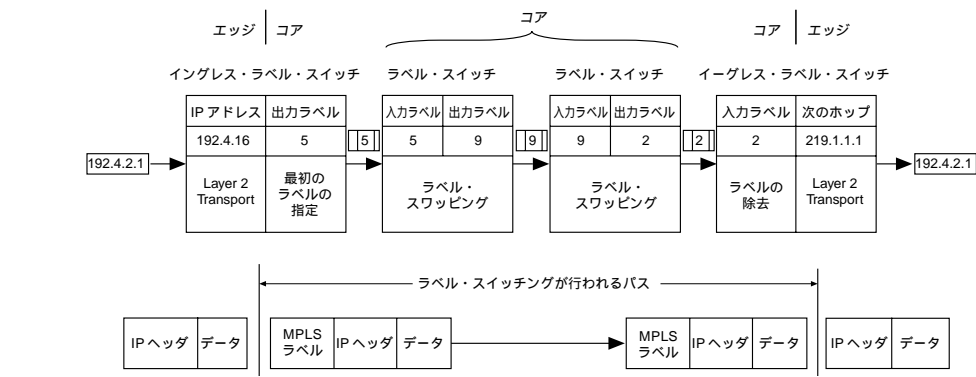 コア
エッジ コア
コア エッジ
イングレス・ラベル・スイッチ ラベル・スイッチ ラベル・スイッチ イーグレス・ラベル・スイッチ
IP アドレス 出力ラベル 入力ラベル 出力ラベル 入力ラベル 出力ラベル 入力ラベル 次のホップ
192.4.16 5 5 5 9 9 9 2 2 2 219.1.1.1
192.4.2.1 192.4.2.1
Layer 2
Transport
最初の
ラベルの
指定
ラベル・
スワッピング
ラベル・
スワッピング
ラベルの
除去
Layer 2
Transport
ラベル・スイッチングが行われるパス
IP ヘッダ データ
MPLS
ラベル
IP ヘッダ データ
MPLS
ラベル
IP ヘッダ データ
IP ヘッダ データ